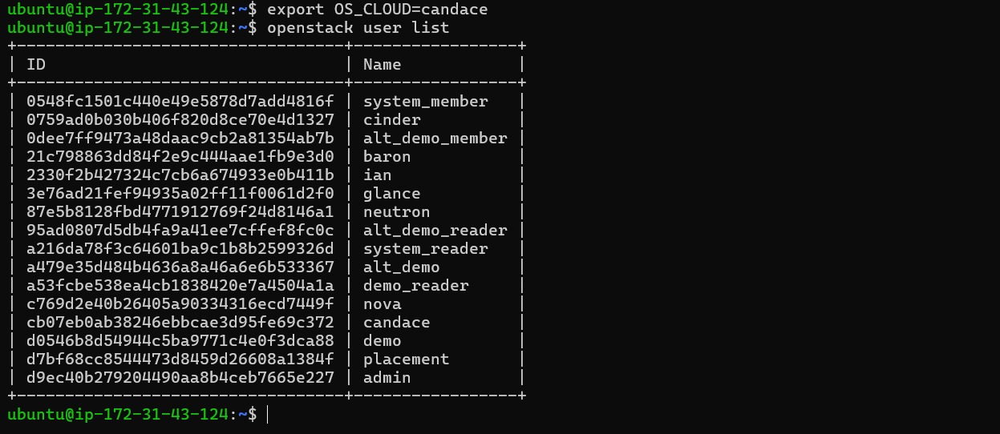 ubuntu@ip-172-31-43-124:~$ export OS_CLOUD=candace
ubuntu@ip-172-31-43-124:~$ openstack user list
+----------------------------------+-----------------+
| ID                               | Name            |
+----------------------------------+-----------------+
| 0548fc1501c440e49e5878d7add4816f | system_member   |
| 0759ad0b030b406f820d8ce70e4d1327 | cinder          |
| 0dee7ff9473a48daac9cb2a81354ab7b | alt_demo_member |
| 21c798863dd84f2e9c444aae1fb9e3d0 | baron           |
| 2330f2b427324c7cb6a674933e0b411b | ian             |
| 3e76ad21fef94935a02ff11f0061d2f0 | glance          |
| 87e5b8128fbd4771912769f24d8146a1 | neutron         |
| 95ad0807d5db4fa9a41ee7cffef8fc0c | alt_demo_reader |
| a216da78f3c64601ba9c1b8b2599326d | system_reader   |
| a479e35d484b4636a8a46a6e6b533367 | alt_demo        |
| a53fcbe538ea4cb1838420e7a4504a1a | demo_reader     |
| c769d2e40b26405a90334316ecd7449f | nova            |
| cb07eb0ab38246ebbcae3d95fe69c372 | candace         |
| d0546b8d54944c5ba9771c4e0f3dca88 | demo            |
| d7bf68cc8544473d8459d26608a1384f | placement       |
| d9ec40b279204490aa8b4ceb7665e227 | admin           |
+----------------------------------+-----------------+
ubuntu@ip-172-31-43-124:~$